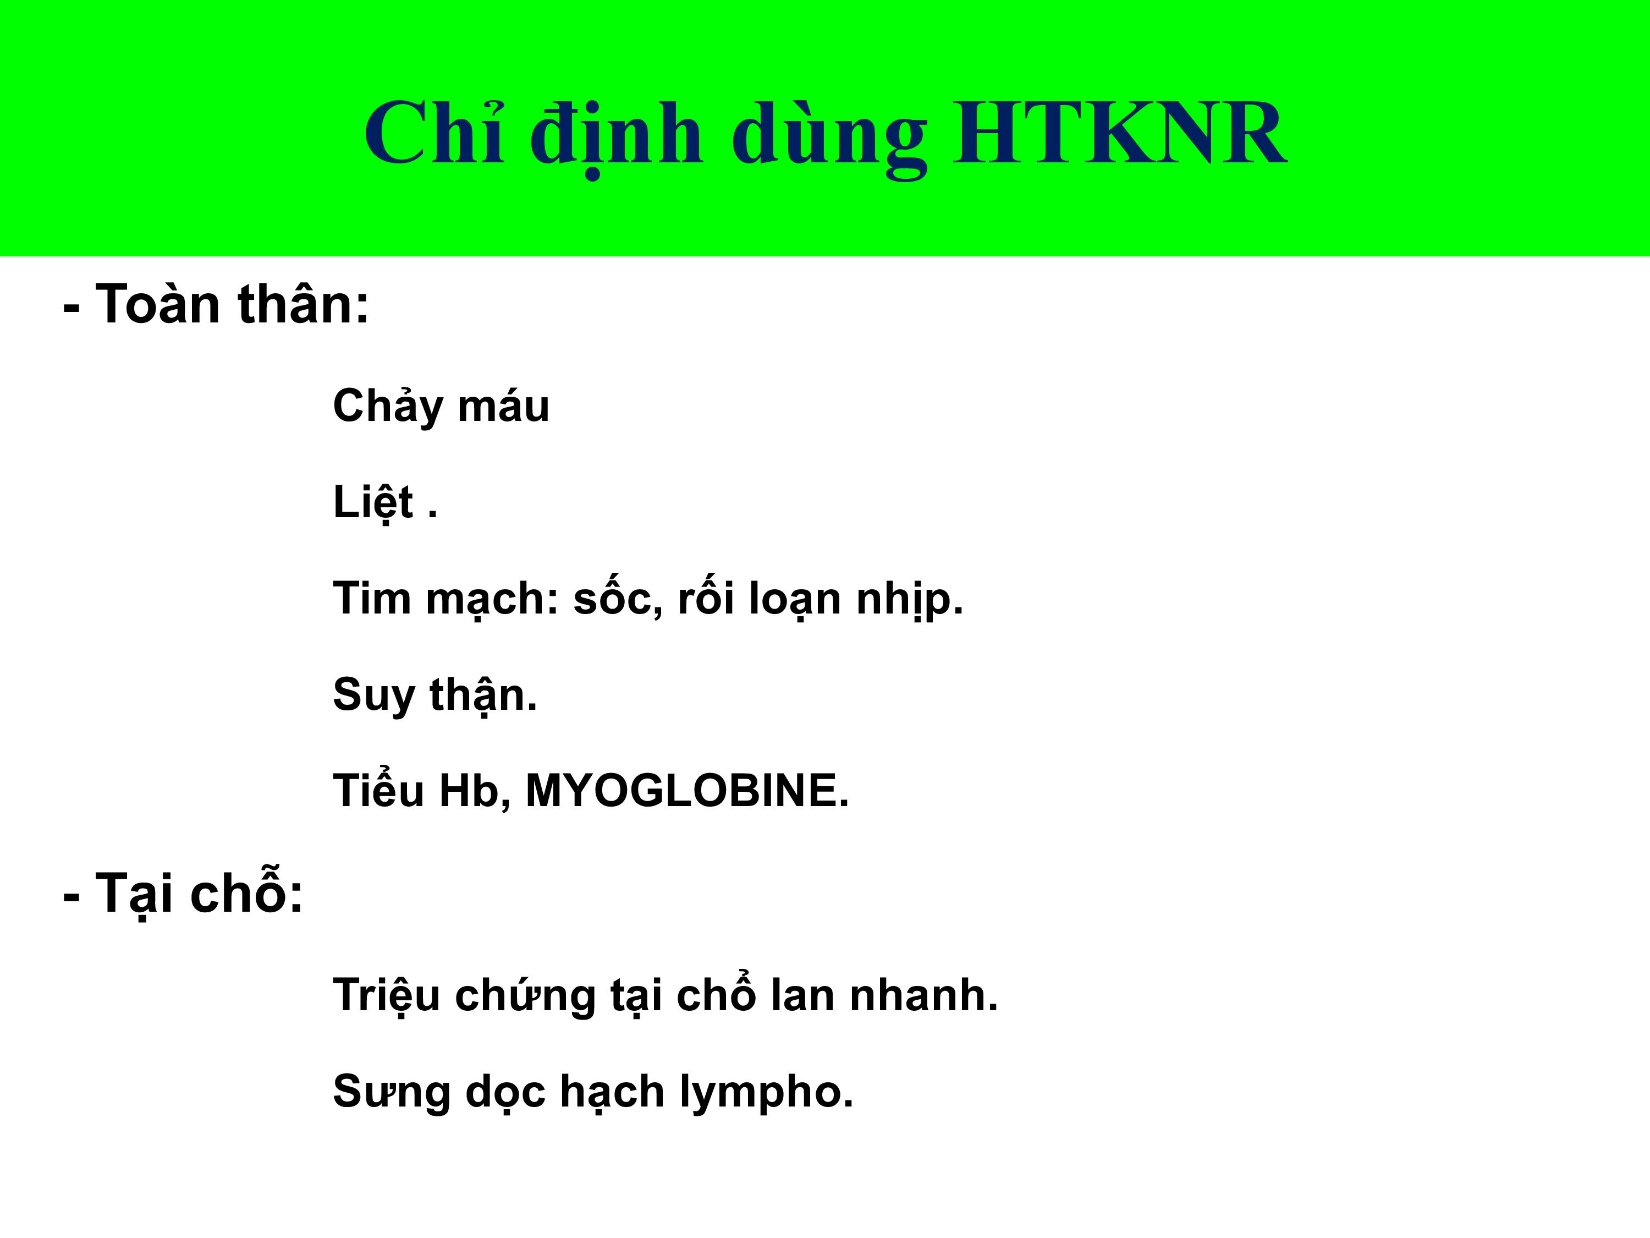 Chỉ định dùng HTKNR
- Toàn thân:
Chảy máu
Liệt .
Tim mạch: sốc, rối loạn nhịp.
Suy thận.
Tiểu Hb, MYOGLOBINE.
- Tại chỗ:
Triệu chứng tại chổ lan nhanh.
Sưng dọc hạch lympho.